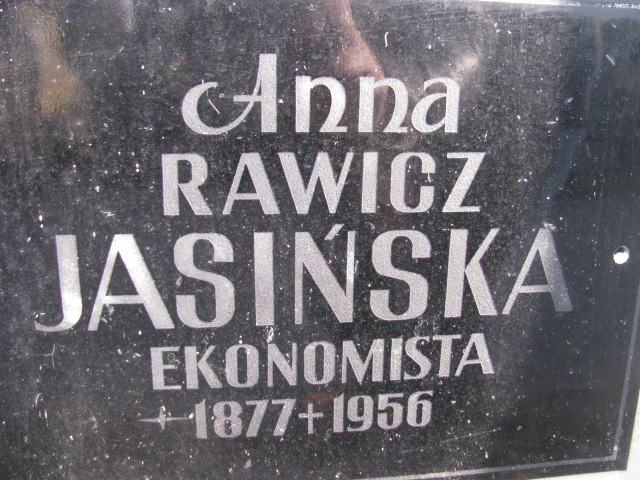 Anna
RAWICZ
JASIŃSKA
EKONOMISTA
1877 + 1956